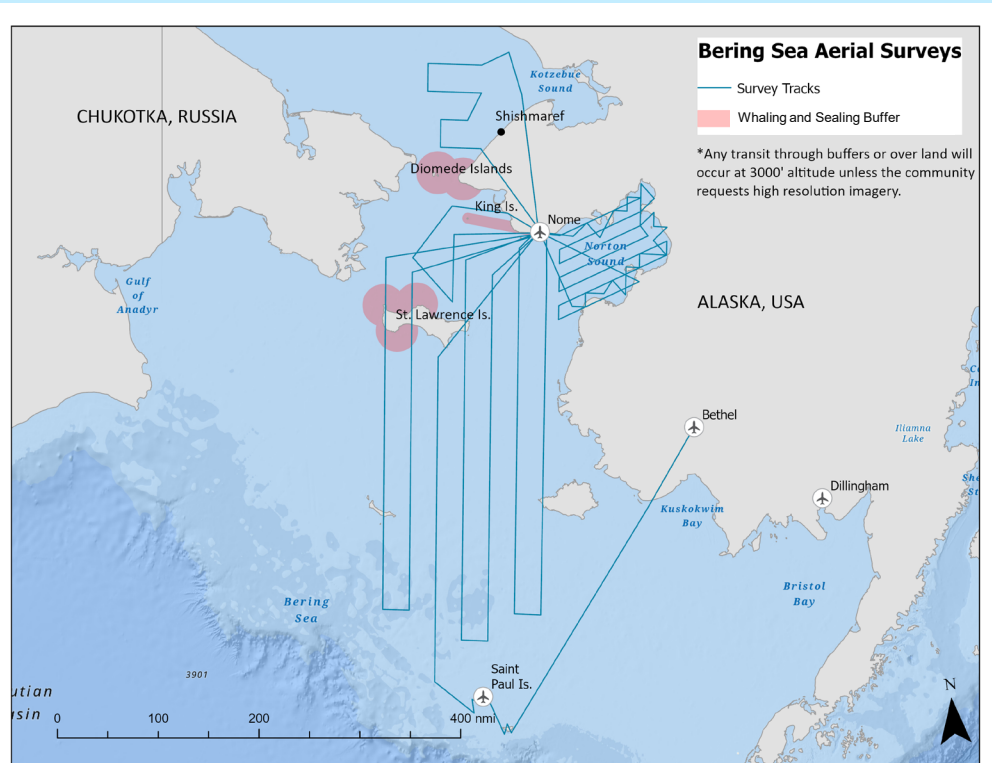 Bering Sea Aerial Surveys
Survey Tracks
Whaling and Sealing Buffer
*Any transit through buffers or over land will
occur at 3000' altitude unless the community
requests high resolution imagery.
Kotzebue
Sound
CHUKOTKA, RUSSIA
Shishmaref
Diomede Islands
King Is.
Nome
Norton
Sound
Gulf
of
Anadyr
St. Lawrence Is.
ALASKA, USA
Bethel
Iliamna
Lake
Dillingham
Kuskokwim
Bay
Bristol
Bay
Bering
Sea
3901
Saint
Paul Is.
utian
sin
N
0 100 200 400 nmi